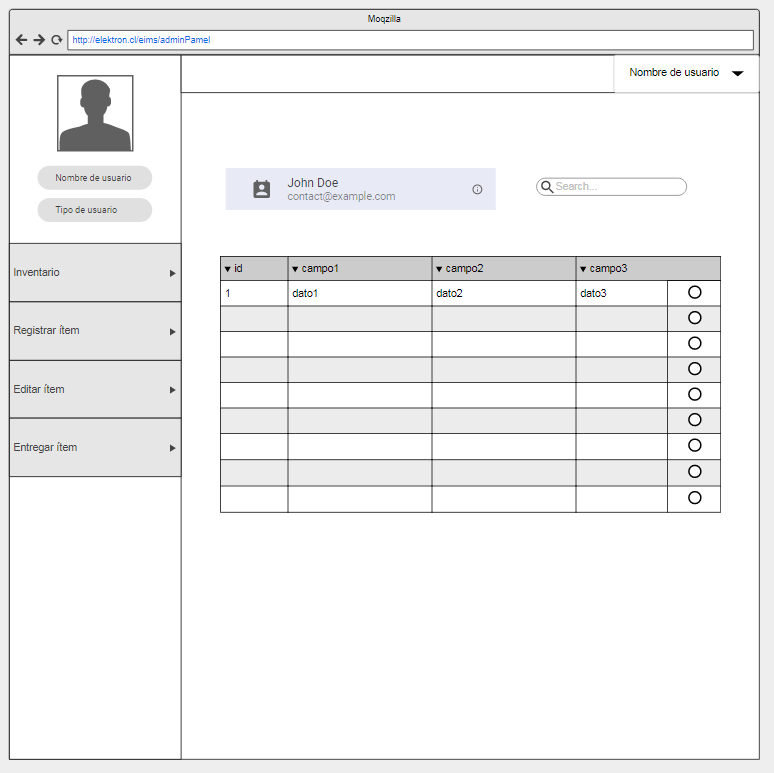 Moqzilla
http://elektron.cl/eims/adminPamel
Nombre de usuario
Nombre de usuario
Tipo de usuario
John Doe
contact@example.com
Search...
Inventario
Registrar ítem
Editar ítem
Entregar ítem
id campo1 campo2 campo3
1 dato1 dato2 dato3